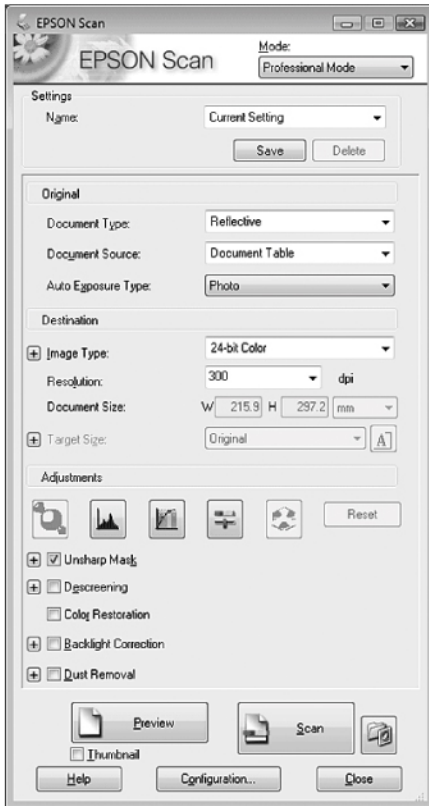 EPSON Scan
EPSON Scan
Mode:
Professional Mode
Settings
Name: Current Setting
Save Delete
Original
Document Type: Reflective
Document Source: Document Table
Auto Exposure Type: Photo
Destination
+ Image Type: 24-bit Color
Resolution: 300 dpi
Document Size: W 215.9 H 297.2 mm
+ Target Size: Original A
Adjustments
Reset
+ Unsharp Mask
+ Descreening
Color Restoration
+ Backlight Correction
+ Dust Removal
Preview Scan
Thumbnail
Help Configuration... Close